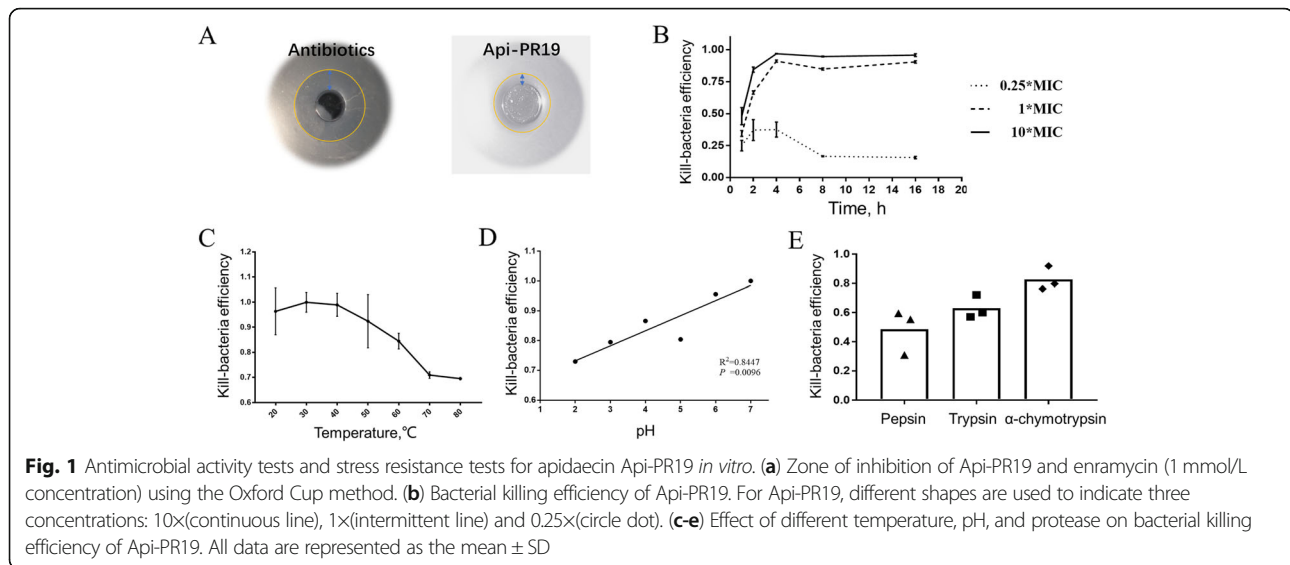 A
Antibiotics
Api-PR19
B
Kill-bacteria efficiency
1.00
0.75
0.50
0.25
0.00
0 2 4 6 8 10 12 14 16 18 20
Time, h
0.25*MIC
1*MIC
10*MIC
C
Kill-bacteria efficiency
1.2
1.1
1.0
0.9
0.8
0.7
0.6
20 30 40 50 60 70 80
Temperature,℃
D
Kill-bacteria efficiency
1.1
1.0
0.9
0.8
0.7
0.6
1 2 3 4 5 6 7
pH
R²=0.8447
P =0.0096
E
Kill-bacteria efficiency
1.0
0.8
0.6
0.4
0.2
0.0
Pepsin Trypsin α-chymotrypsin
Fig. 1 Antimicrobial activity tests and stress resistance tests for apidaecin Api-PR19 in vitro. (a) Zone of inhibition of Api-PR19 and enramycin (1 mmol/L
concentration) using the Oxford Cup method. (b) Bacterial killing efficiency of Api-PR19. For Api-PR19, different shapes are used to indicate three
concentrations: 10×(continuous line), 1×(intermittent line) and 0.25×(circle dot). (c-e) Effect of different temperature, pH, and protease on bacterial killing
efficiency of Api-PR19. All data are represented as the mean ± SD